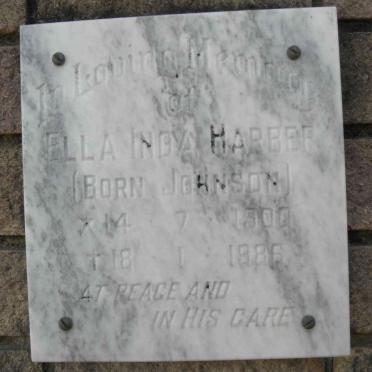 In Loving Memory
of
ELLA INDA HARBER
(BORN JOHNSON)
* 14 7 1900
+ 18 1 1986
AT PEACE AND
IN HIS CARE